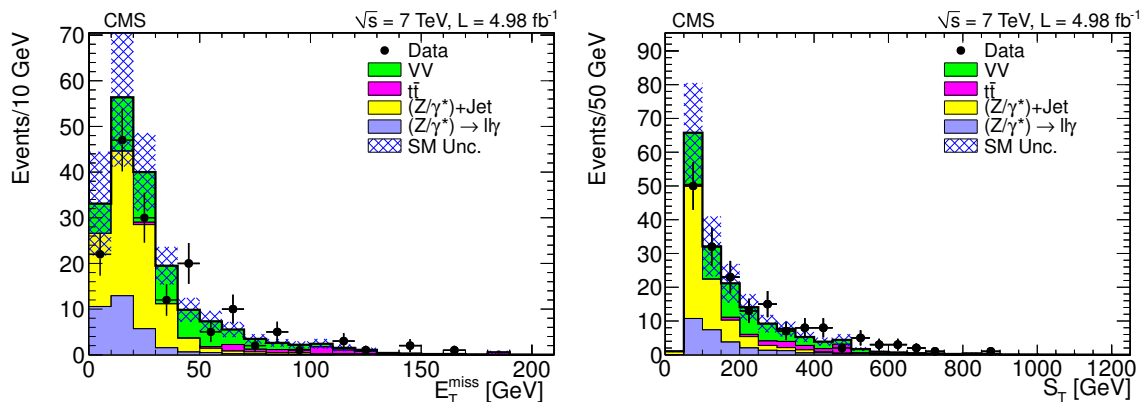 CMS
√s = 7 TeV, L = 4.98 fb⁻¹
Events/10 GeV
70
60
50
40
30
20
10
0
Data
VV
tt̄
(Z/γ*)+Jet
(Z/γ*) → llγ
SM Unc.
0 50 100 150 200
E_T^miss [GeV]
CMS
√s = 7 TeV, L = 4.98 fb⁻¹
Events/50 GeV
90
80
70
60
50
40
30
20
10
0
Data
VV
tt̄
(Z/γ*)+Jet
(Z/γ*) → llγ
SM Unc.
0 200 400 600 800 1000 1200
S_T [GeV]